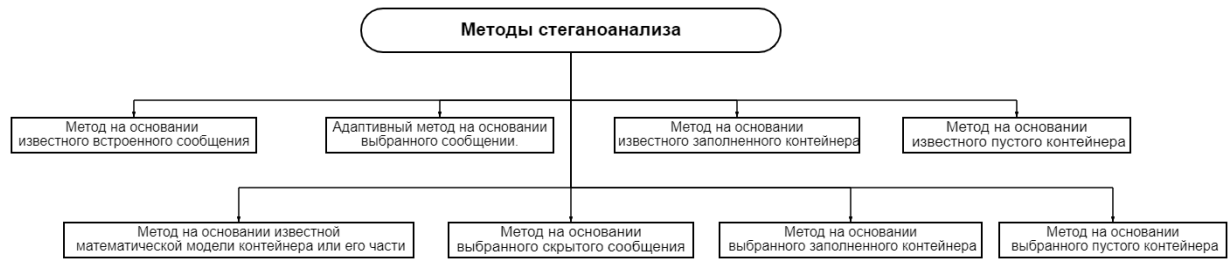 Методы стеганоанализа
Метод на основании
известного встроенного сообщения
Адаптивный метод на основании
выбранного сообщении.
Метод на основании
известного заполненного контейнера
Метод на основании
известного пустого контейнера
Метод на основании известной
математической модели контейнера или его части
Метод на основании
выбранного скрытого сообщения
Метод на основании
выбранного заполненного контейнера
Метод на основании
выбранного пустого контейнера